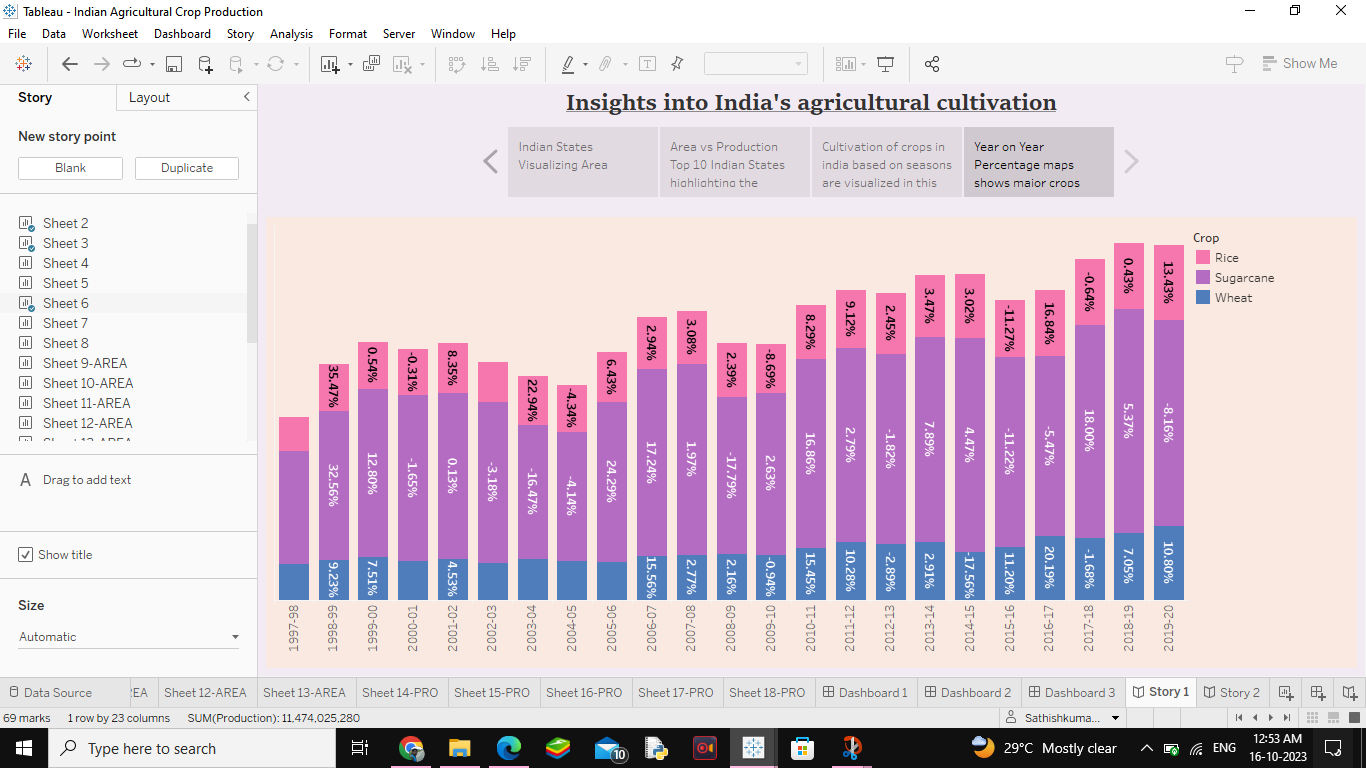 Tableau - Indian Agricultural Crop Production
File Data Worksheet Dashboard Story Analysis Format Server Window Help
Show Me
Story Layout
New story point
Blank Duplicate
Sheet 2
Sheet 3
Sheet 4
Sheet 5
Sheet 6
Sheet 7
Sheet 8
Sheet 9-AREA
Sheet 10-AREA
Sheet 11-AREA
Sheet 12-AREA
Sheet 13-AREA
Drag to add text
Show title
Size
Automatic
Insights into India's agricultural cultivation
Indian States
Visualizing Area
Area vs Production
Top 10 Indian States
highlighting the
Cultivation of crops in
india based on seasons
are visualized in this
Year on Year
Percentage maps
shows major crops
Crop
Rice
Sugarcane
Wheat
35.47%
0.54%
-0.31%
8.35%
22.94%
-4.34%
6.43%
2.94%
3.08%
2.39%
-8.69%
8.29%
9.12%
2.45%
3.47%
3.02%
-11.27%
16.84%
-0.64%
0.43%
13.43%
32.56%
12.80%
-1.65%
0.13%
-3.18%
-16.47%
-4.14%
24.29%
17.24%
1.97%
-17.79%
2.63%
16.86%
2.79%
-1.82%
7.89%
4.47%
-11.22%
-5.47%
18.00%
5.37%
-8.16%
9.23%
7.51%
4.53%
15.56%
2.77%
2.16%
-0.94%
15.45%
10.28%
-2.89%
2.91%
-17.56%
11.20%
20.19%
-1.68%
7.05%
10.80%
1997-98
1998-99
1999-00
2000-01
2001-02
2002-03
2003-04
2004-05
2005-06
2006-07
2007-08
2008-09
2009-10
2010-11
2011-12
2012-13
2013-14
2014-15
2015-16
2016-17
2017-18
2018-19
2019-20
Data Source EA Sheet 12-AREA Sheet 13-AREA Sheet 14-PRO Sheet 15-PRO Sheet 16-PRO Sheet 17-PRO Sheet 18-PRO Dashboard 1 Dashboard 2 Dashboard 3 Story 1 Story 2
69 marks 1 row by 23 columns SUM(Production): 11,474,025,280 Sathishkuma...
Type here to search 10 29°C Mostly clear ENG 12:53 AM
16-10-2023